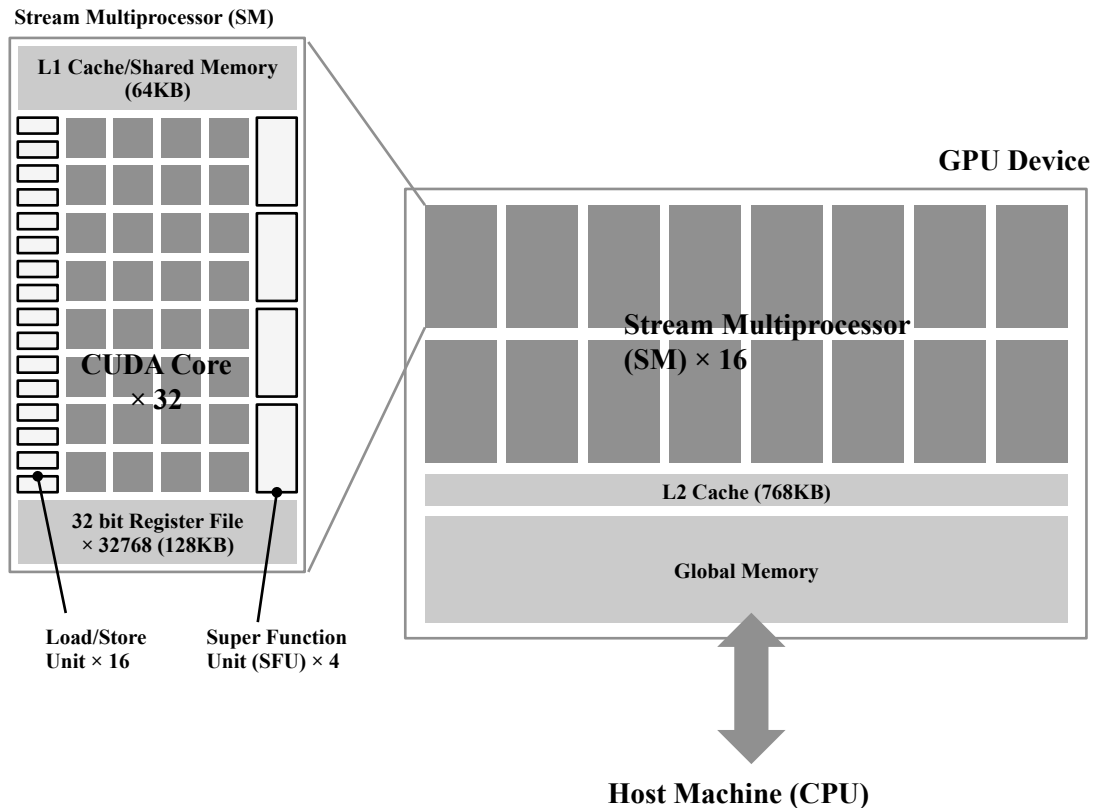 Stream Multiprocessor (SM)
L1 Cache/Shared Memory
(64KB)
CUDA Core
× 32
32 bit Register File
× 32768 (128KB)
Load/Store
Unit × 16
Super Function
Unit (SFU) × 4
GPU Device
Stream Multiprocessor
(SM) × 16
L2 Cache (768KB)
Global Memory
Host Machine (CPU)